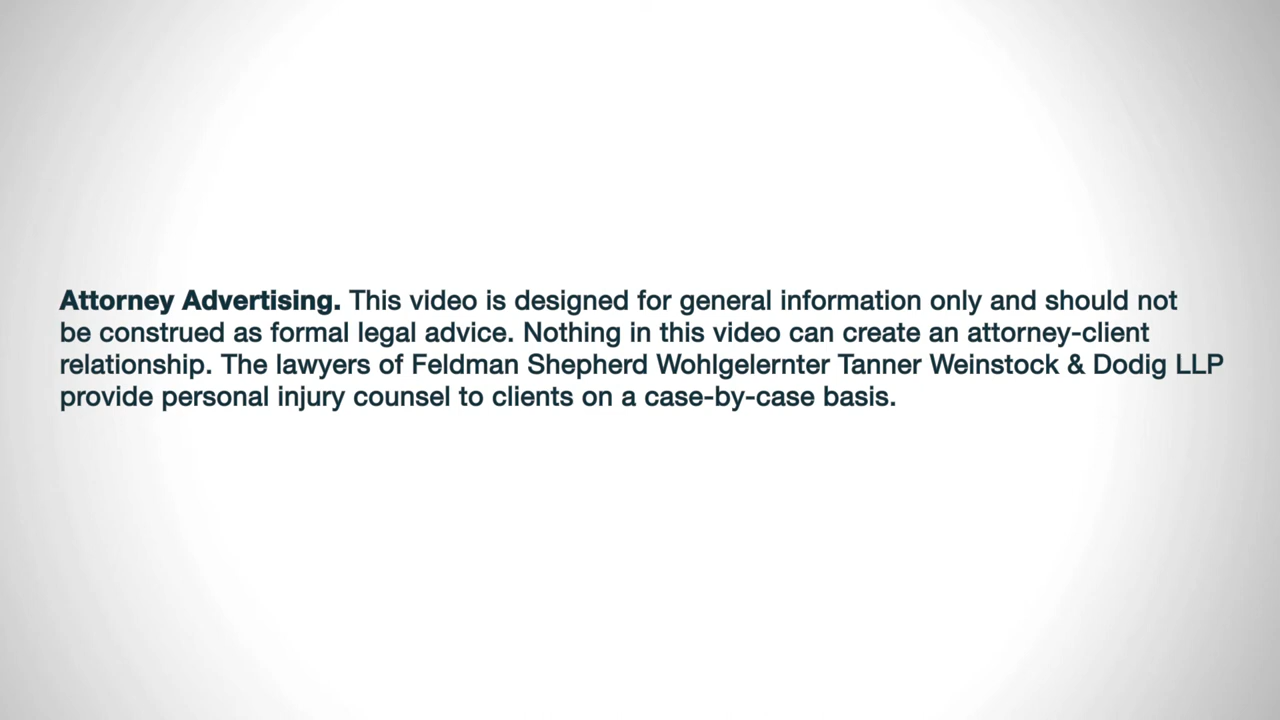 Attorney Advertising. This video is designed for general information only and should not
be construed as formal legal advice. Nothing in this video can create an attorney-client
relationship. The lawyers of Feldman Shepherd Wohlgelernter Tanner Weinstock & Dodig LLP
provide personal injury counsel to clients on a case-by-case basis.